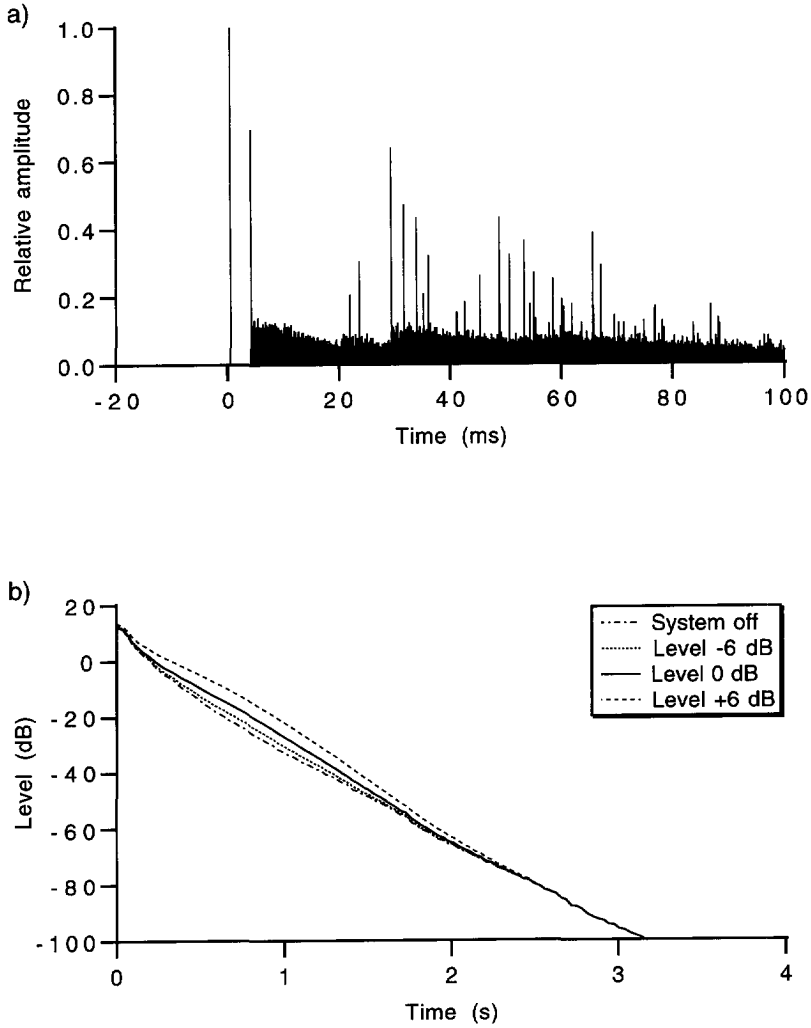 a)
Relative amplitude
1.0
0.8
0.6
0.4
0.2
0.0
-20 0 20 40 60 80 100
Time (ms)
b)
Level (dB)
20
0
-20
-40
-60
-80
-100
System off
Level -6 dB
Level 0 dB
Level +6 dB
0 1 2 3 4
Time (s)